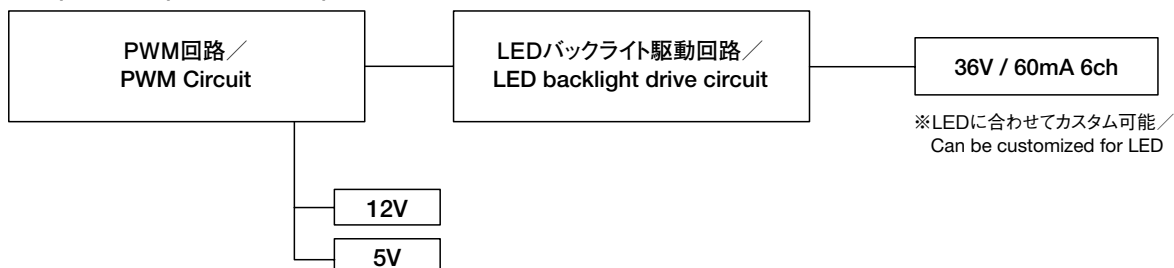 PWM回路／
PWM Circuit
LEDバックライト駆動回路／
LED backlight drive circuit
36V / 60mA 6ch
※LEDに合わせてカスタム可能／
Can be customized for LED
12V
5V